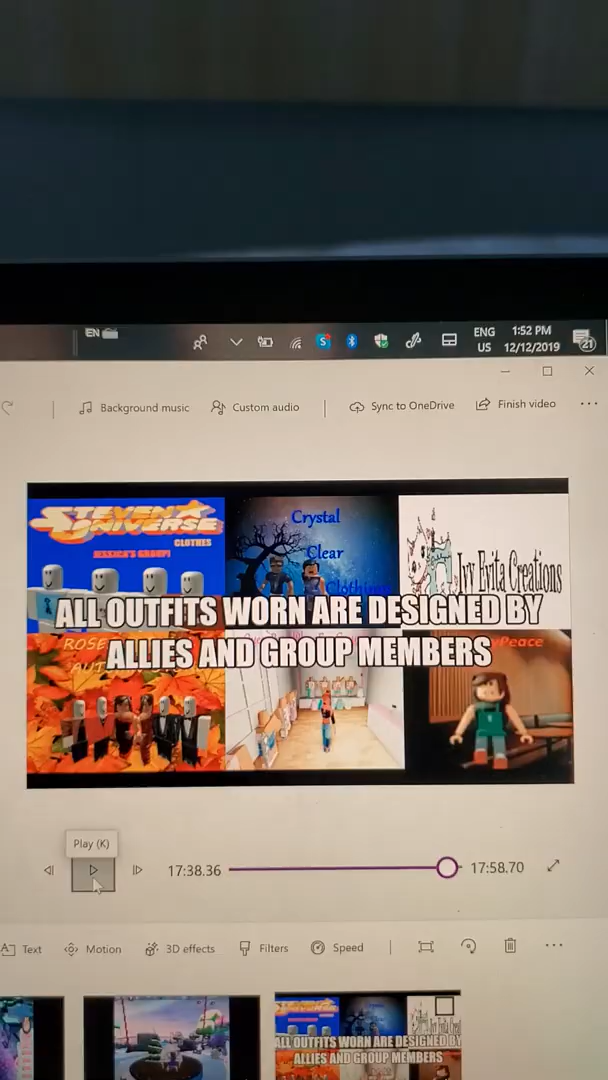 EN
ENG
US
1:52 PM
12/12/2019
21
Background music
Custom audio
Sync to OneDrive
Finish video
STEVEN UNIVERSE
CLOTHES
JESSICA'S GROUP!
Crystal
Clear
Clothing
Ivy Evita Creations
ALL OUTFITS WORN ARE DESIGNED BY
ALLIES AND GROUP MEMBERS
ROSE
AUT
yPeace
Play (K)
17:38.36
17:58.70
Text
Motion
3D effects
Filters
Speed
ALL OUTFITS WORN ARE DESIGNED BY
ALLIES AND GROUP MEMBERS